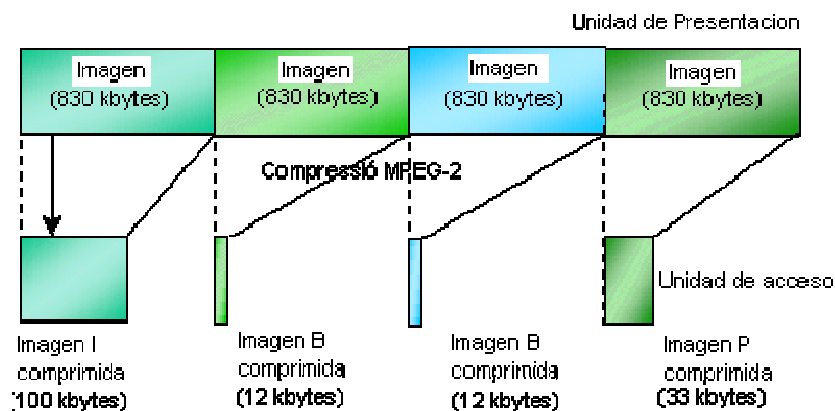 Unidad de Presentacion
Imagen
(830 kbytes)
Imagen
(830 kbytes)
Imagen
(830 kbytes)
Imagen
(830 kbytes)
Compressió MPEG-2
Unidad de acceso
Imagen I
comprimida
(100 kbytes)
Imagen B
comprimida
(12 kbytes)
Imagen B
comprimida
(12 kbytes)
Imagen P
comprimida
(33 kbytes)